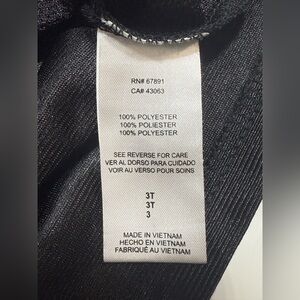 RN# 67891
CA# 43063
100% POLYESTER
100% POLIESTER
100% POLYESTER
SEE REVERSE FOR CARE
VER AL DORSO PARA CUIDADO
VOIR AU VERSO POUR SOINS
3T
3T
3
MADE IN VIETNAM
HECHO EN VIETNAM
FABRIQUÉ AU VIETNAM